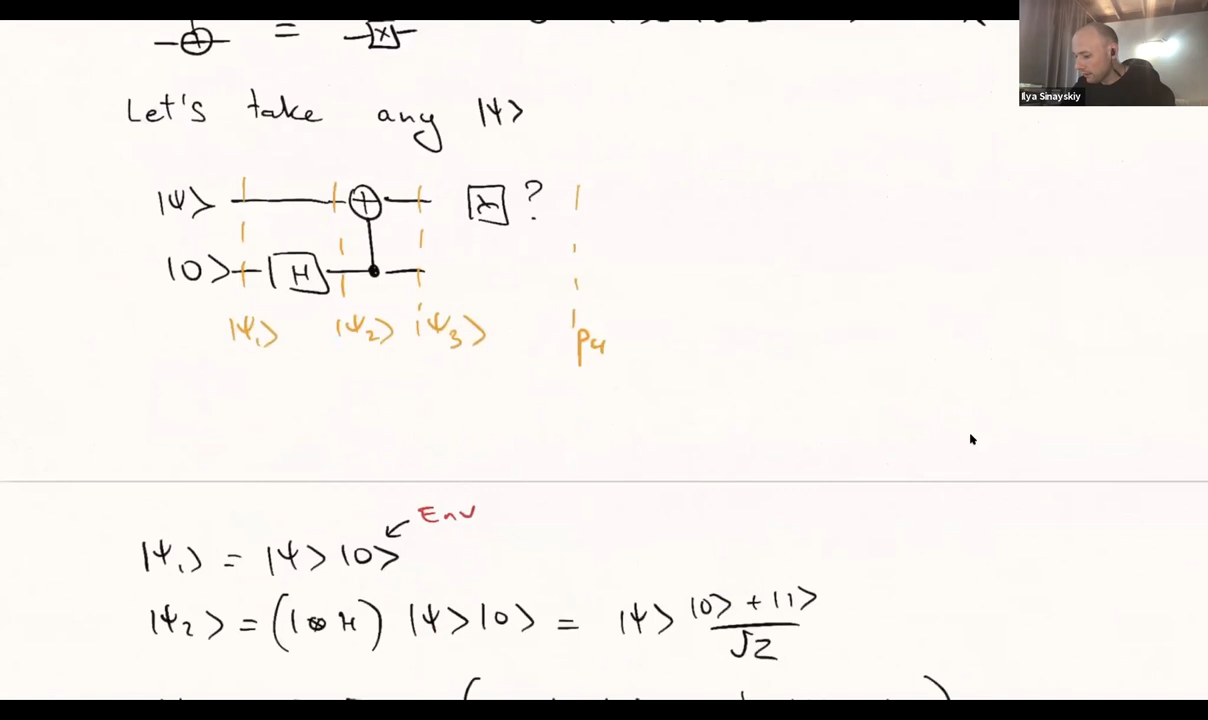 ⊕ = X
Ilya Sinayskiy
Let's take any |ψ>
|ψ> ⊕ ?
|0> H
|ψ₁> |ψ₂> |ψ₃> ρ₄
Env
|ψ₁> = |ψ>|0>
|ψ₂> = (1⊗H) |ψ>|0> = |ψ> |0> + |1> / √2